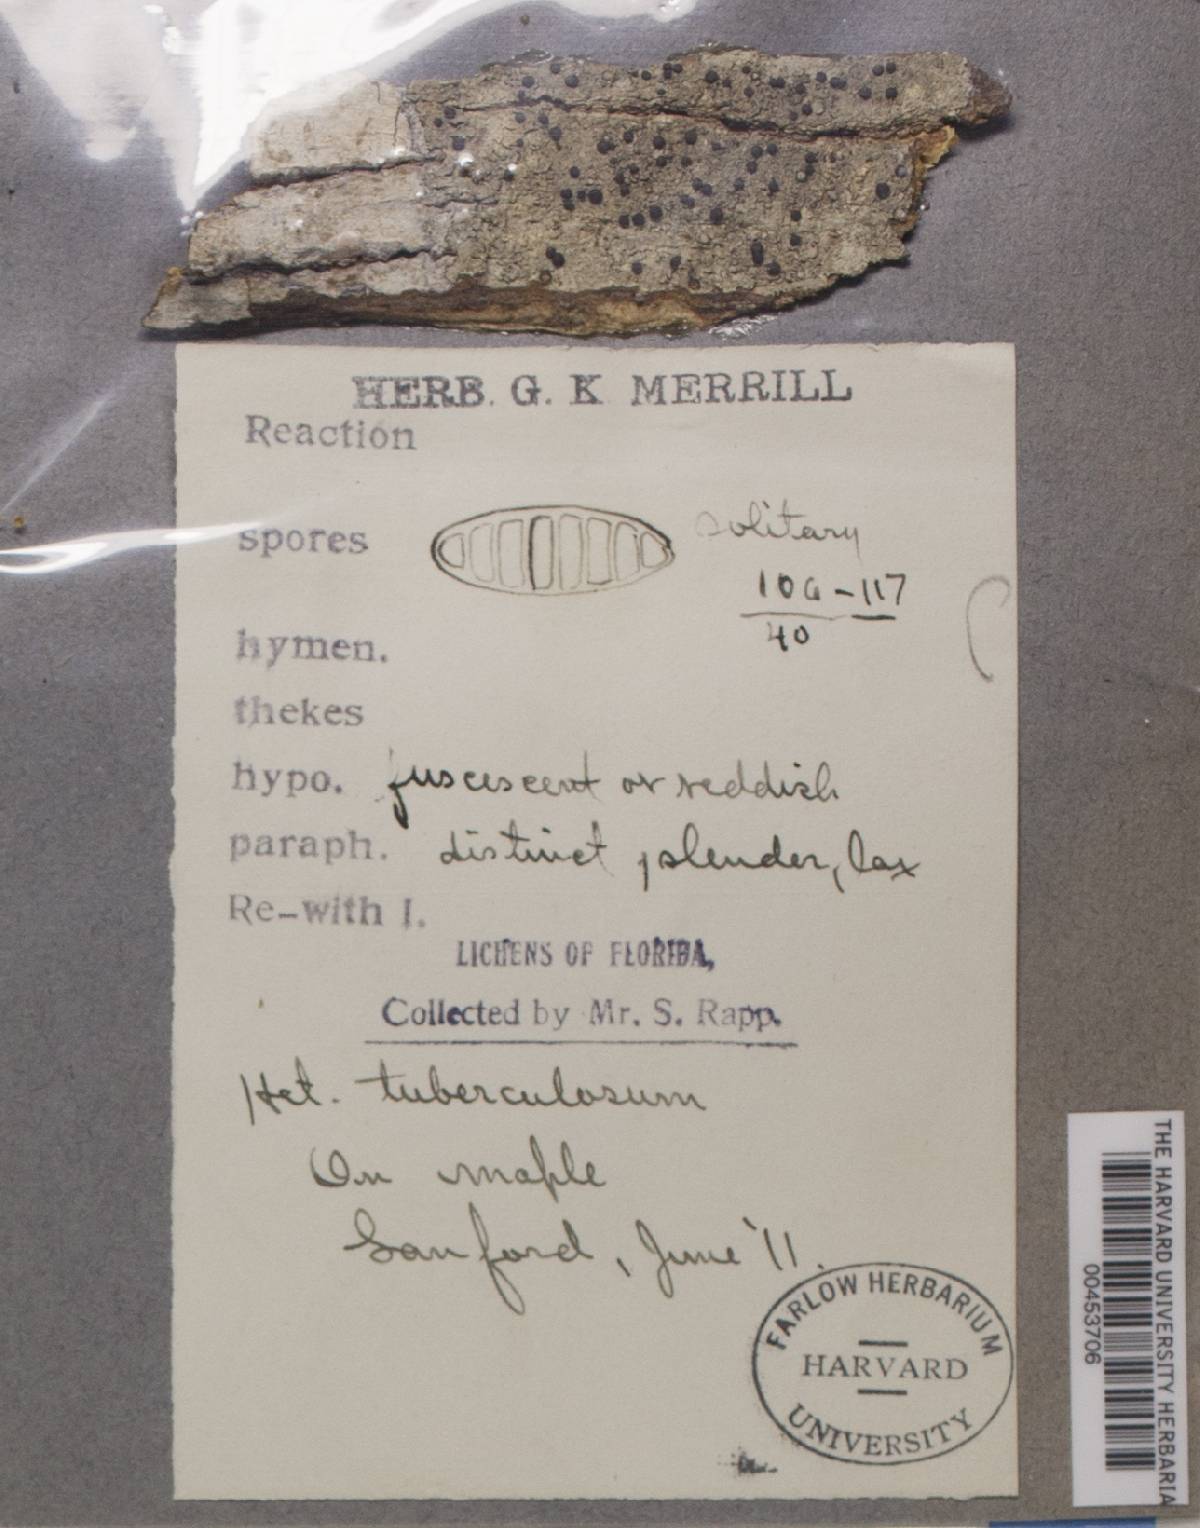 HERB. G. K MERRILL
Reaction
spores solitary
100-117
40
hymen.
thekes
hypo. fuscescent or reddish
paraph. distinct, slender, lax
Re-with I.
LICHENS OF FLORIDA,
Collected by Mr. S. Rapp.
Het. tuberculosum
On maple
Sanford, June '11.
FARLOW HERBARIUM
HARVARD
UNIVERSITY
THE HARVARD UNIVERSITY HERBARIA
00453706